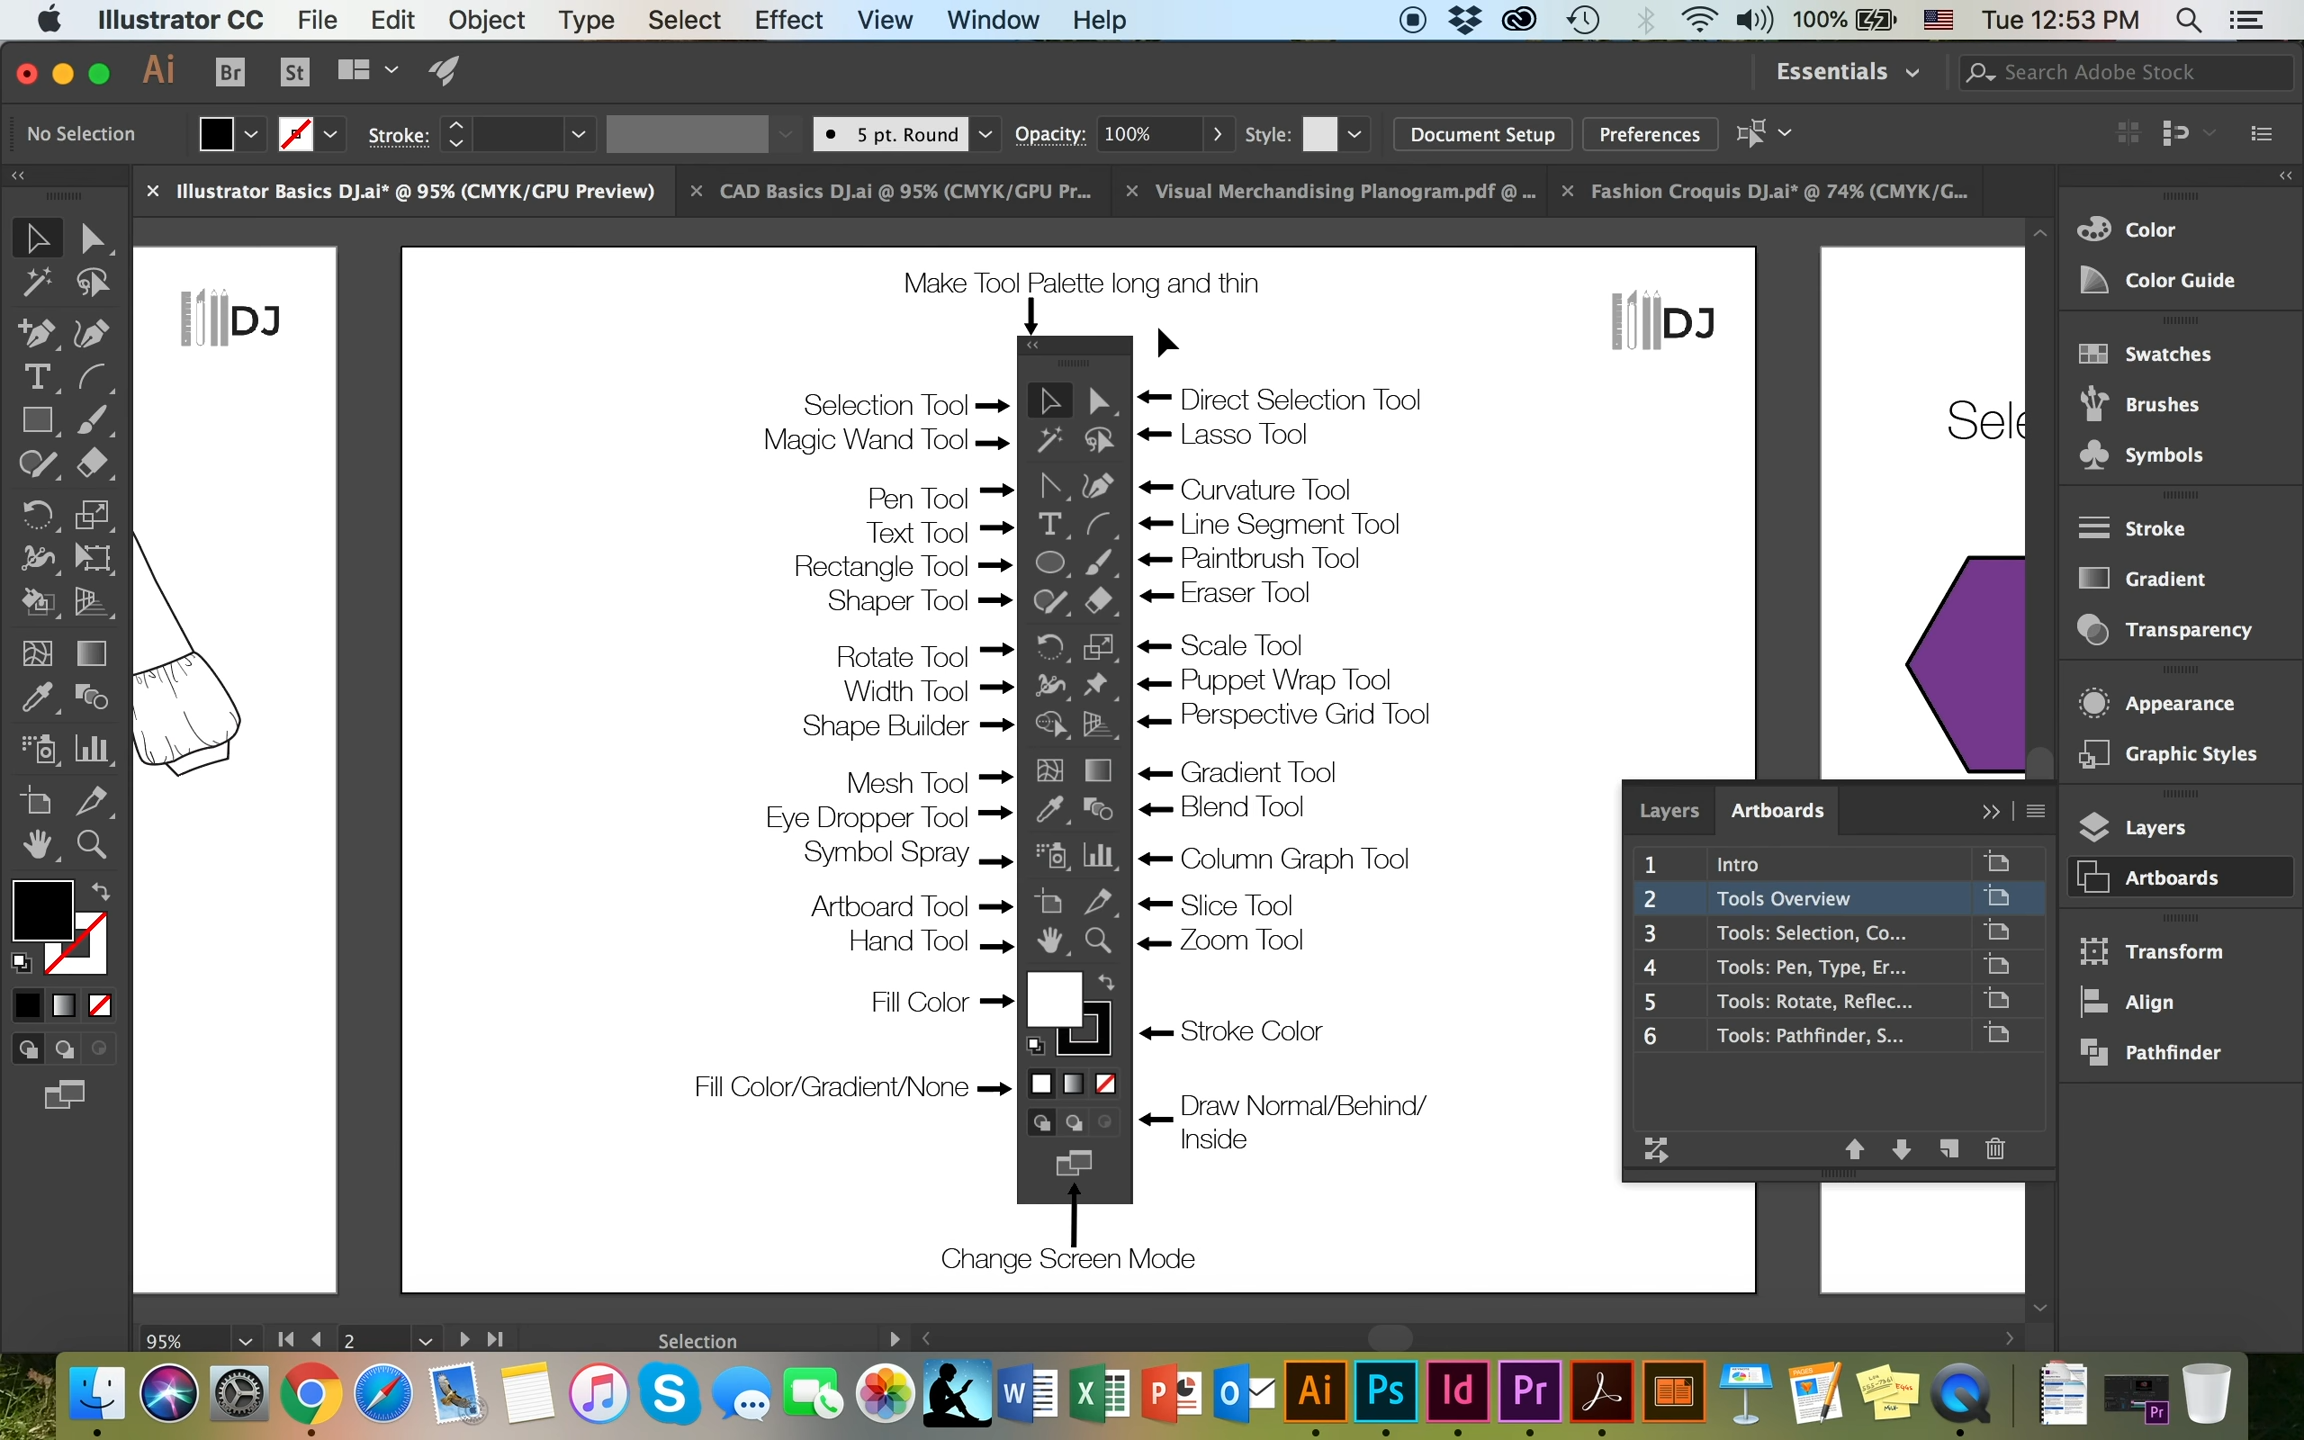 Illustrator CC File Edit Object Type Select Effect View Window Help 100% Tue 12:53 PM
Ai Br St Essentials Search Adobe Stock
No Selection Stroke: 5 pt. Round Opacity: 100% Style: Document Setup Preferences
Illustrator Basics DJ.ai* @ 95% (CMYK/GPU Preview) CAD Basics DJ.ai @ 95% (CMYK/GPU Pr... Visual Merchandising Planogram.pdf @ ... Fashion Croquis DJ.ai* @ 74% (CMYK/G...
DJ
Make Tool Palette long and thin
DJ
Selection Tool
Magic Wand Tool
Pen Tool
Text Tool
Rectangle Tool
Shaper Tool
Rotate Tool
Width Tool
Shape Builder
Mesh Tool
Eye Dropper Tool
Symbol Spray
Artboard Tool
Hand Tool
Fill Color
Fill Color/Gradient/None
Direct Selection Tool
Lasso Tool
Curvature Tool
Line Segment Tool
Paintbrush Tool
Eraser Tool
Scale Tool
Puppet Wrap Tool
Perspective Grid Tool
Gradient Tool
Blend Tool
Column Graph Tool
Slice Tool
Zoom Tool
Stroke Color
Draw Normal/Behind/
Inside
Change Screen Mode
Sele
Layers Artboards
1 Intro
2 Tools Overview
3 Tools: Selection, Co...
4 Tools: Pen, Type, Er...
5 Tools: Rotate, Reflec...
6 Tools: Pathfinder, S...
Color
Color Guide
Swatches
Brushes
Symbols
Stroke
Gradient
Transparency
Appearance
Graphic Styles
Layers
Artboards
Transform
Align
Pathfinder
95% 2 Selection
W X P O Ai Ps Id Pr PAGES Pr